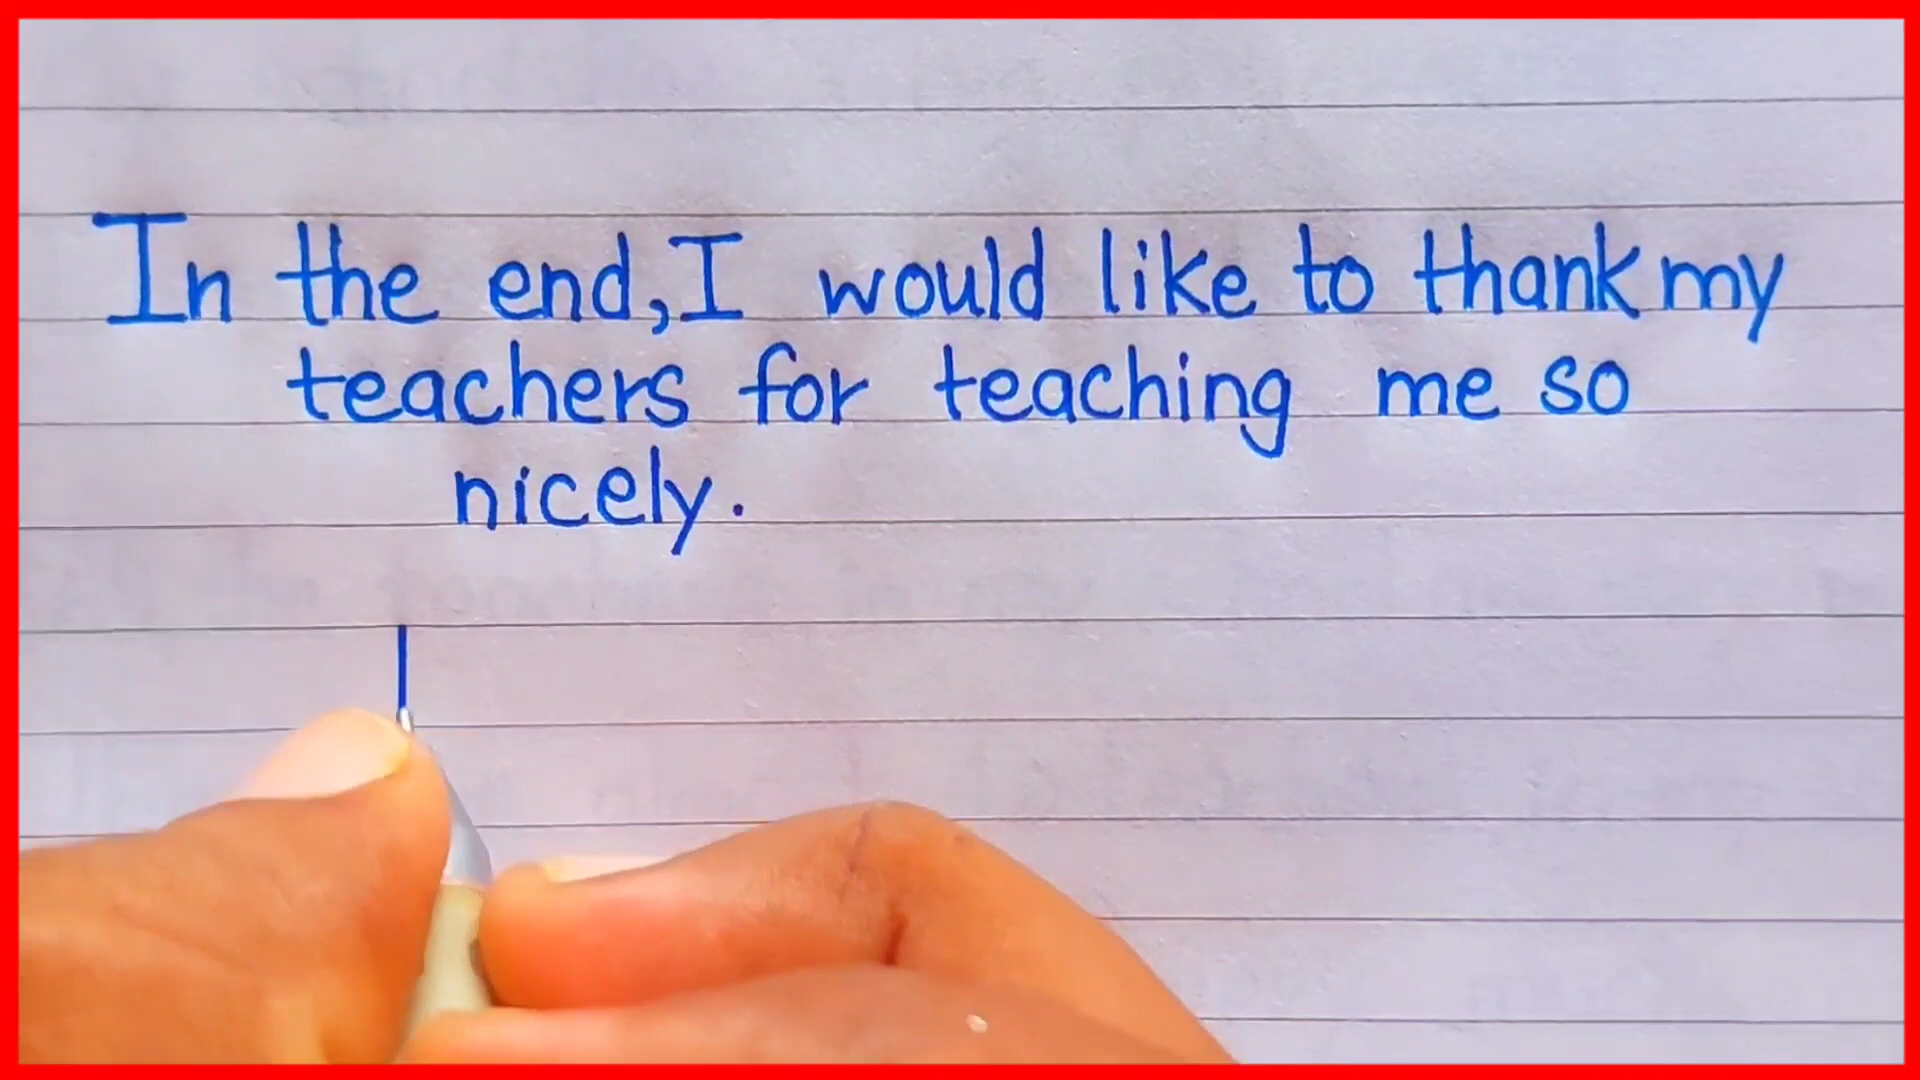 In the end, I would like to thank my
teachers for teaching me so
nicely.